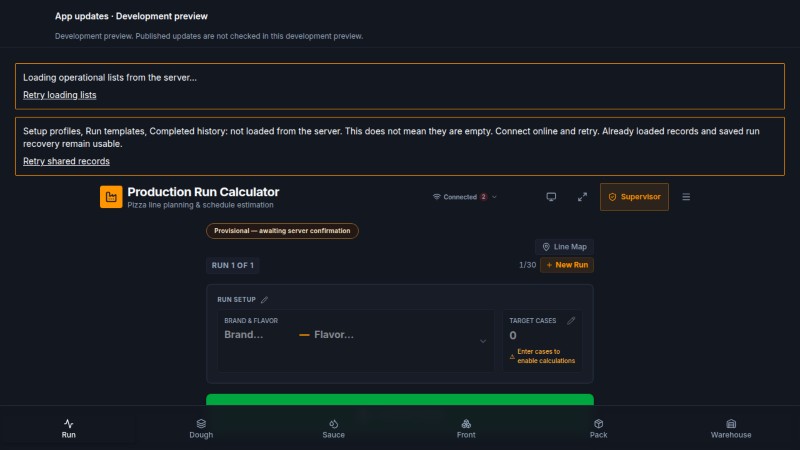 App updates · Development preview
Development preview. Published updates are not checked in this development preview.
Loading operational lists from the server...
Retry loading lists
Setup profiles, Run templates, Completed history: not loaded from the server. This does not mean they are empty. Connect online and retry. Already loaded records and saved run
recovery remain usable.
Retry shared records
Production Run Calculator
Pizza line planning & schedule estimation
Connected 2
Supervisor
Provisional — awaiting server confirmation
Line Map
RUN 1 OF 1
1/30
+ New Run
RUN SETUP
BRAND & FLAVOR
Brand... — Flavor...
TARGET CASES
0
Enter cases to
enable calculations
Run
Dough
Sauce
Front
Pack
Warehouse